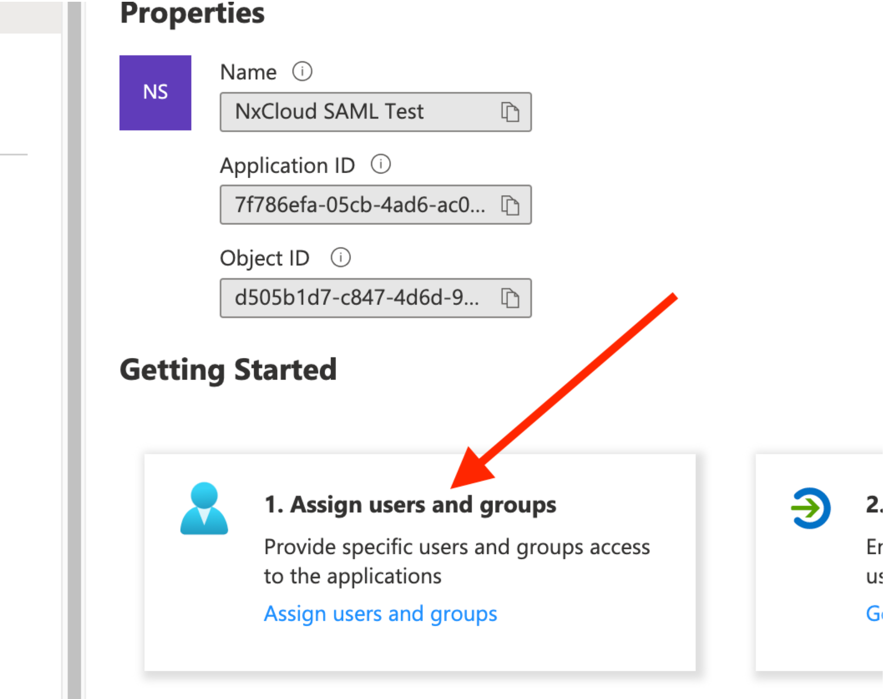 Properties
NS
Name
NxCloud SAML Test
Application ID
7f786efa-05cb-4ad6-ac0...
Object ID
d505b1d7-c847-4d6d-9...
Getting Started
1. Assign users and groups
Provide specific users and groups access
to the applications
Assign users and groups
2.